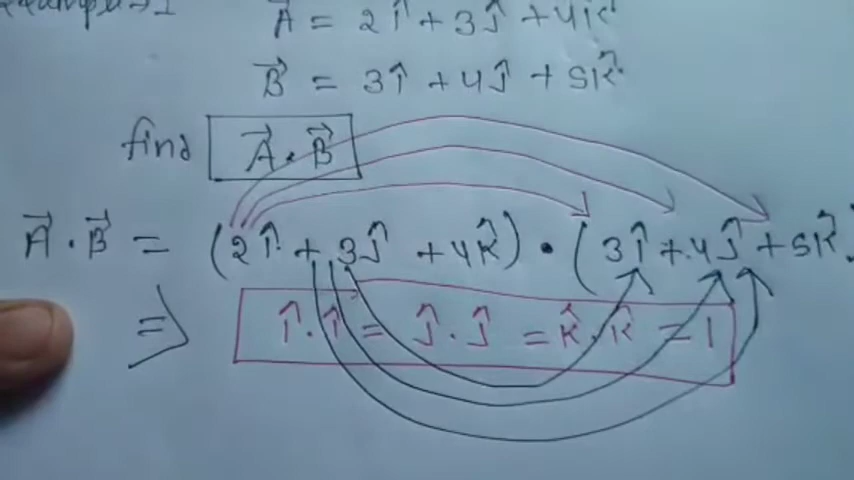 A⃗ = 2î + 3ĵ + 4k̂
B⃗ = 3î + 4ĵ + 5k̂
find A⃗ . B⃗
A⃗ . B⃗ = (2î + 3ĵ + 4k̂) • (3î + 4ĵ + 5k̂)
⇒ î . î = ĵ . ĵ = k̂ . k̂ = 1